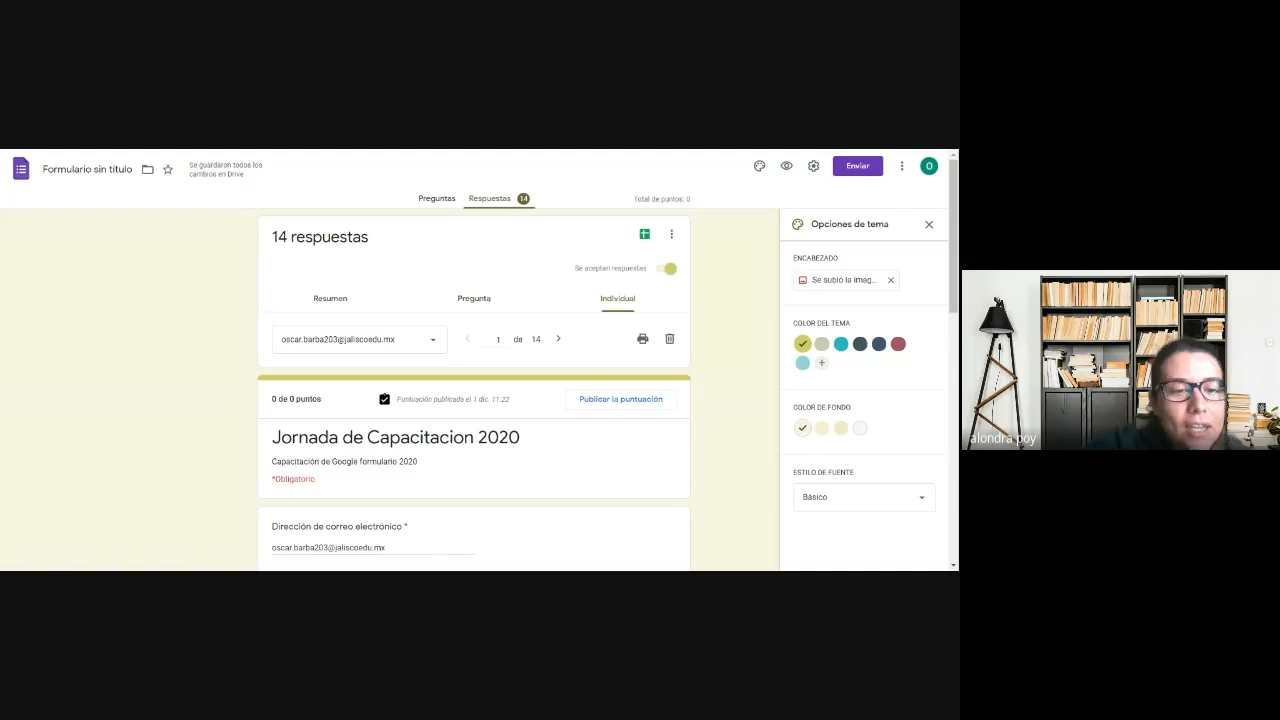 Formulario sin título
Se guardaron todos los
cambios en Drive
Enviar
O
Preguntas
Respuestas 14
Total de puntos: 0
14 respuestas
Se aceptan respuestas
Resumen
Pregunta
Individual
oscar.barba203@jaliscoedu.mx
1 de 14
0 de 0 puntos
Puntuación publicada el 1 dic. 11:22
Publicar la puntuación
Jornada de Capacitacion 2020
Capacitación de Google formulario 2020
*Obligatorio
Dirección de correo electrónico *
oscar.barba203@jaliscoedu.mx
Opciones de tema
ENCABEZADO
Se subió la imag...
COLOR DEL TEMA
COLOR DE FONDO
ESTILO DE FUENTE
Básico
alondra poy